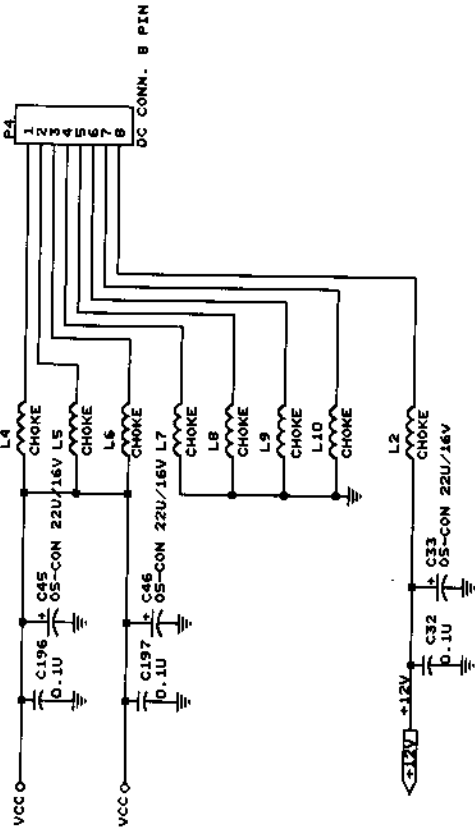 P4
1
2
3
4
5
6
7
8
DC CONN. 8 PIN
L4
CHOKE
L5
CHOKE
L6
CHOKE
L7
CHOKE
L8
CHOKE
L9
CHOKE
L10
CHOKE
L2
CHOKE
C45
+
OS-CON 22U/16V
C196
0.1U
VCC
C46
+
OS-CON 22U/16V
C197
0.1U
VCC
C33
+
OS-CON 22U/16V
C32
0.1U
+12V
+12V